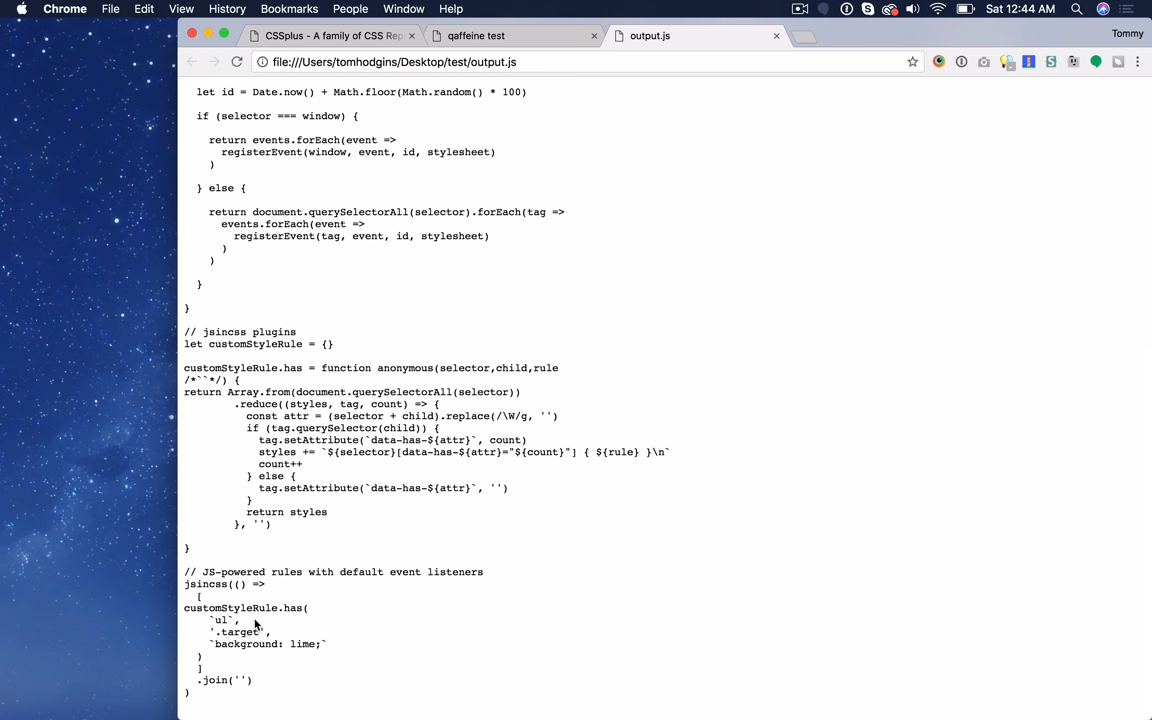 Chrome File Edit View History Bookmarks People Window Help Sat 12:44 AM
CSSplus - A family of CSS Rep qaffeine test output.js Tommy
file:///Users/tomhodgins/Desktop/test/output.js
let id = Date.now() + Math.floor(Math.random() * 100)
if (selector === window) {
return events.forEach(event =>
registerEvent(window, event, id, stylesheet)
)
} else {
return document.querySelectorAll(selector).forEach(tag =>
events.forEach(event =>
registerEvent(tag, event, id, stylesheet)
)
)
}
}
// jsincss plugins
let customStyleRule = {}
customStyleRule.has = function anonymous(selector,child,rule
/*``*/) {
return Array.from(document.querySelectorAll(selector))
.reduce((styles, tag, count) => {
const attr = (selector + child).replace(/\W/g, '')
if (tag.querySelector(child)) {
tag.setAttribute(`data-has-${attr}`, count)
styles += `${selector}[data-has-${attr}="${count}"] { ${rule} }\n`
count++
} else {
tag.setAttribute(`data-has-${attr}`, '')
}
return styles
}, '')
}
// JS-powered rules with default event listeners
jsincss(() =>
[
customStyleRule.has(
`ul`,
'.target',
`background: lime;`
)
]
.join('')
)